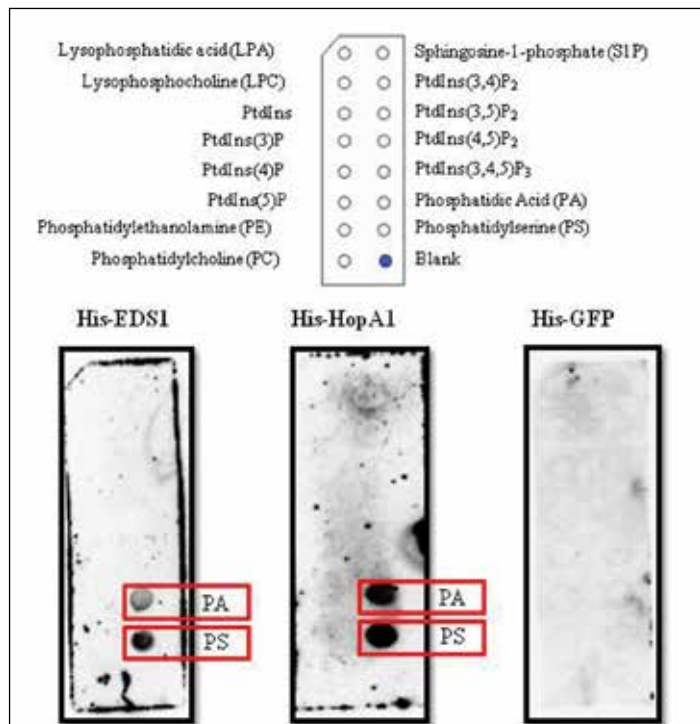 Lysophosphatidic acid (LPA)
Sphingosine-1-phosphate (S1P)
Lysophosphocholine (LPC)
PtdIns(3,4)P₂
PtdIns
PtdIns(3,5)P₂
PtdIns(3)P
PtdIns(4,5)P₂
PtdIns(4)P
PtdIns(3,4,5)P₃
PtdIns(5)P
Phosphatidic Acid (PA)
Phosphatidylethanolamine (PE)
Phosphatidylserine (PS)
Phosphatidylcholine (PC)
Blank
His-EDS1
His-HopA1
His-GFP
PA
PA
PS
PS